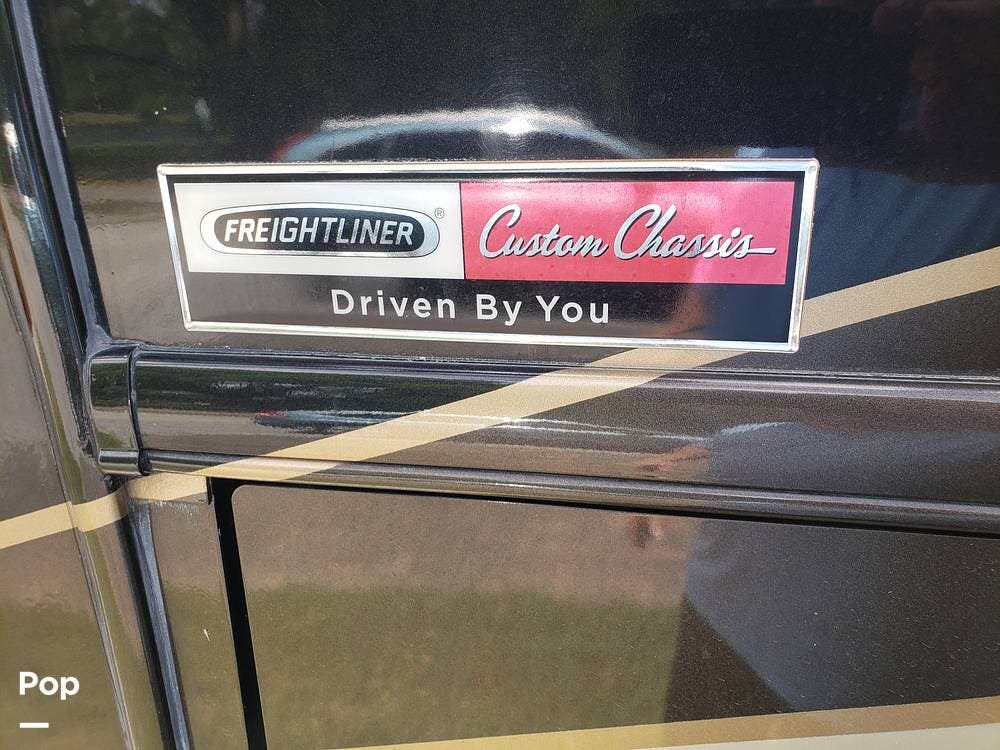 FREIGHTLINER® Custom Chassis
Driven By You
Pop